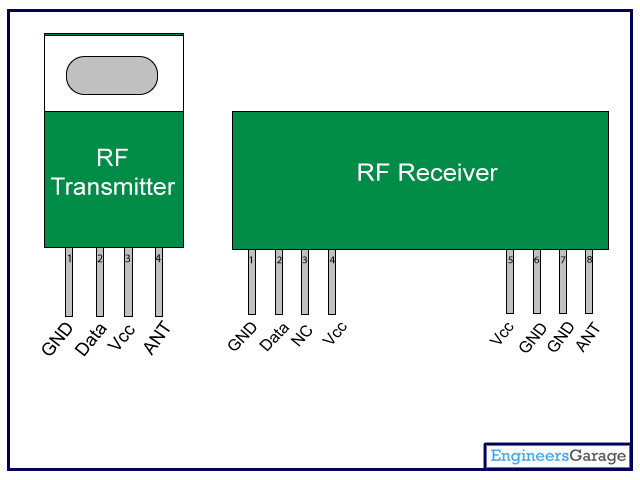 RF
Transmitter
RF Receiver
1 2 3 4
GND Data Vcc ANT
1 2 3 4 5 6 7 8
GND Data NC Vcc Vcc GND GND ANT
EngineersGarage